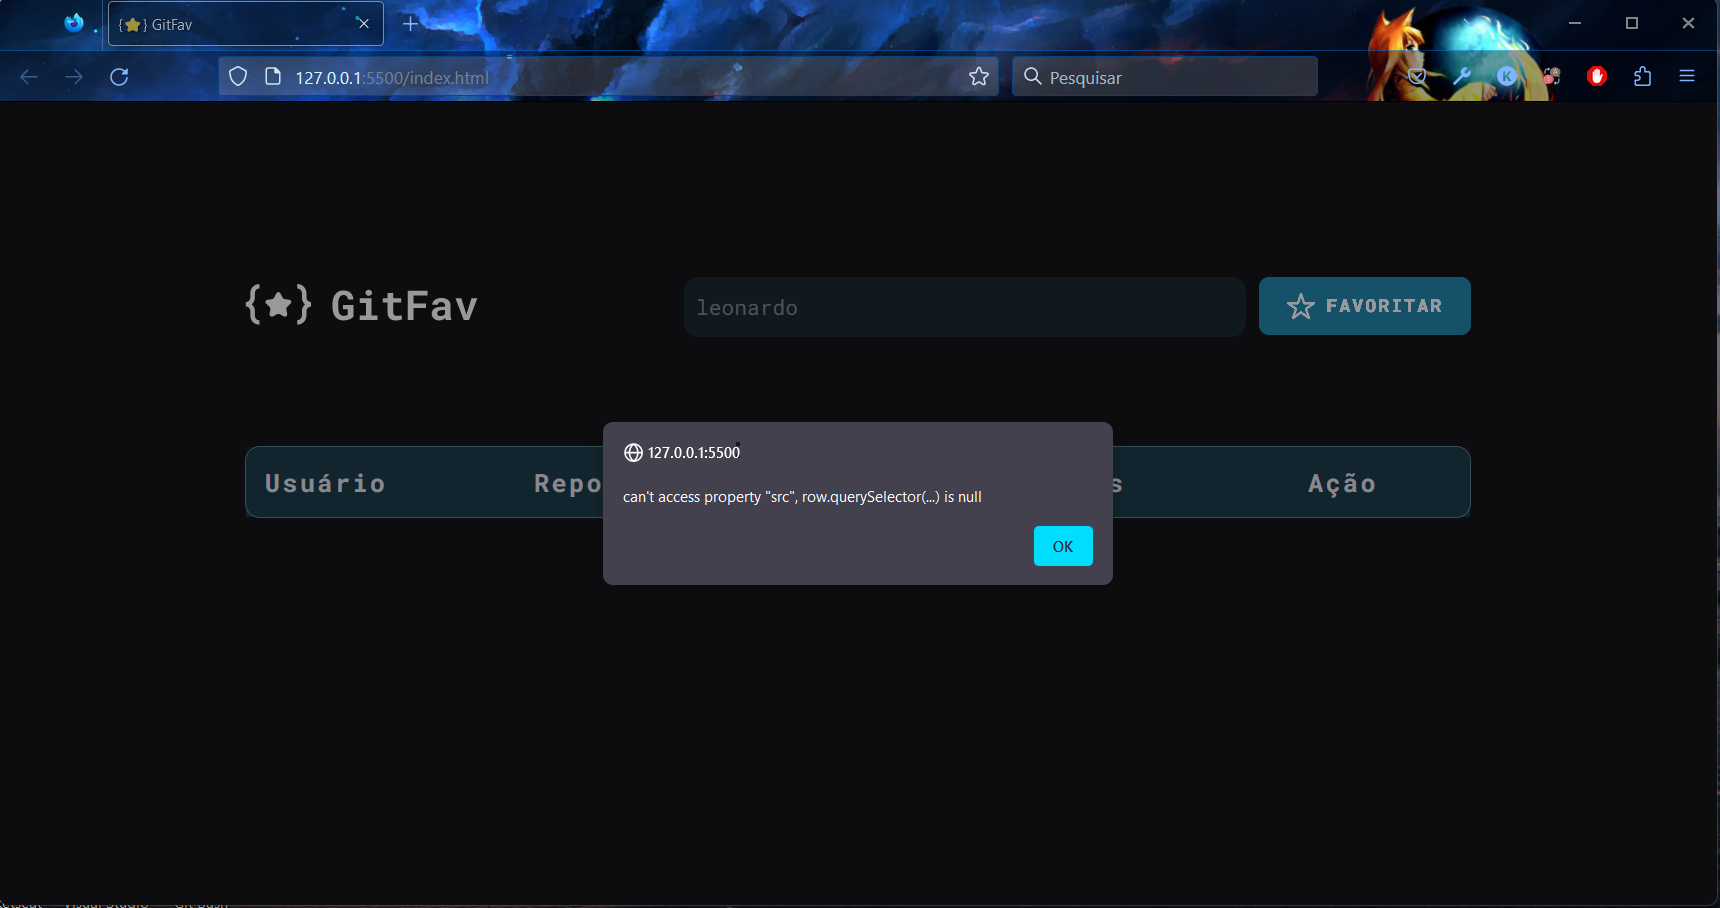 {★} GitFav
127.0.0.1:5500/index.html
Pesquisar
K
{★} GitFav
leonardo
FAVORITAR
Usuário
Repo
s
Ação
127.0.0.1:5500
can't access property "src", row.querySelector(...) is null
OK